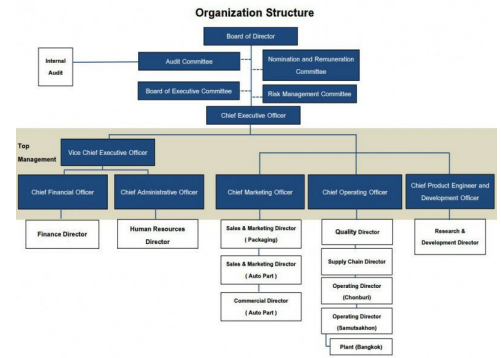 Organization Structure
Board of Director
Internal
Audit
Audit Committee
Nomination and Remuneration
Committee
Board of Executive Committee
Risk Management Committee
Chief Executive Officer
Top
Management
Vice Chief Executive Officer
Chief Financial Officer
Chief Administrative Officer
Chief Marketing Officer
Chief Operating Officer
Chief Product Engineer and
Development Officer
Finance Director
Human Resources
Director
Sales & Marketing Director
( Packaging)
Quality Director
Research &
Development Director
Sales & Marketing Director
( Auto Part )
Supply Chain Director
Commercial Director
( Auto Part )
Operating Director
(Chonburi)
Operating Director
(Samutsakhon)
Plant (Bangkok)